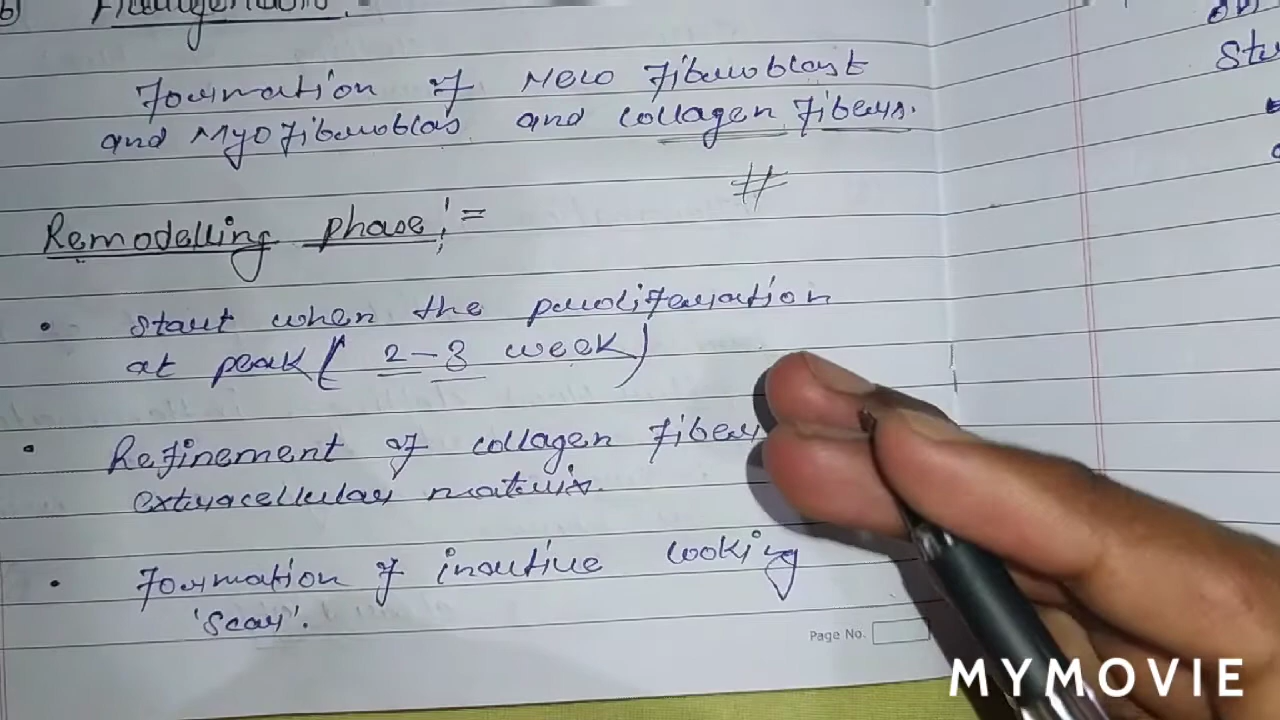 b)
Formation of New Fibroblast
and Myofibroblas and collagen Fibers.
#
Remodelling phase:=
• Start when the proliferation
at peak ( 2-3 week)
• Refinement of collagen fibers
extracellular matrix.
• Formation of inactive looking
'Scar'.
Page No.
MYMOVIE